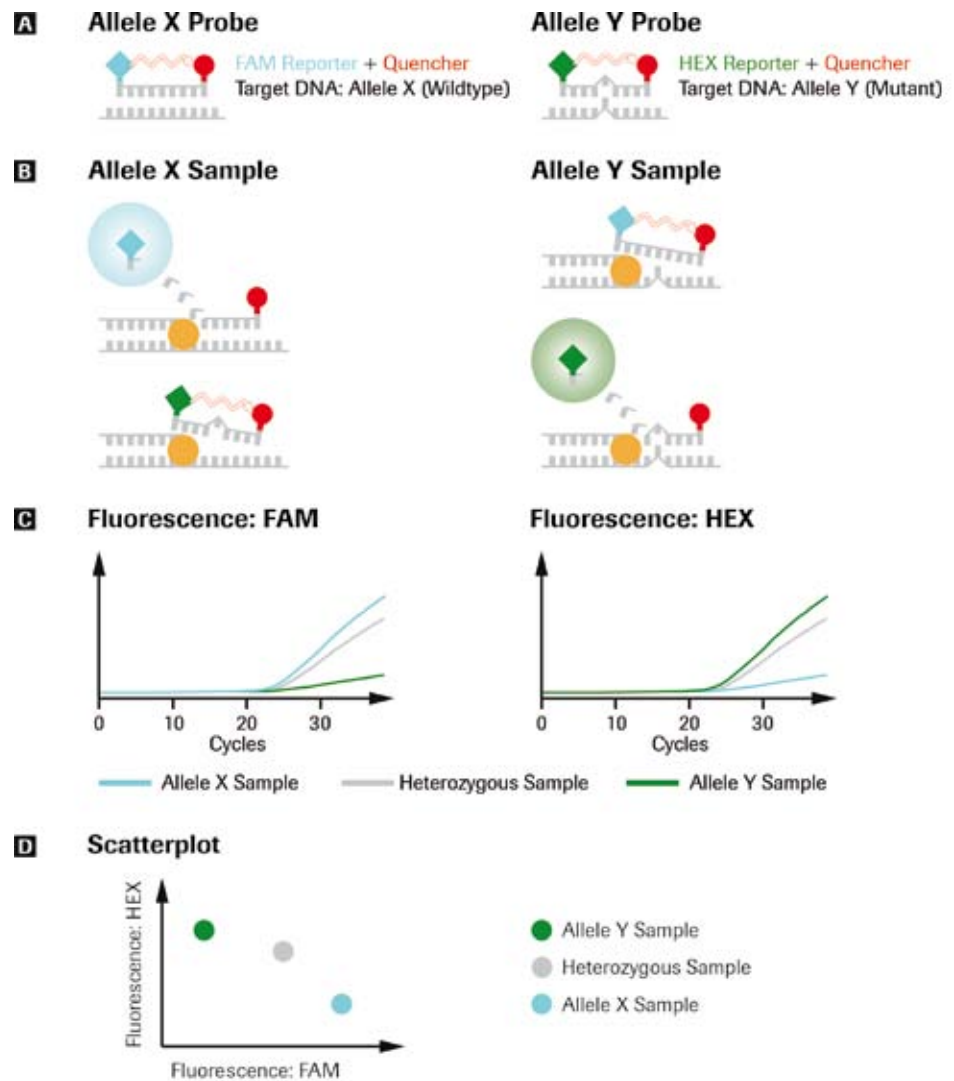 A
Allele X Probe
FAM Reporter + Quencher
Target DNA: Allele X (Wildtype)
Allele Y Probe
HEX Reporter + Quencher
Target DNA: Allele Y (Mutant)
B
Allele X Sample
Allele Y Sample
C
Fluorescence: FAM
0 10 20 30
Cycles
Fluorescence: HEX
0 10 20 30
Cycles
Allele X Sample
Heterozygous Sample
Allele Y Sample
D
Scatterplot
Fluorescence: HEX
Fluorescence: FAM
Allele Y Sample
Heterozygous Sample
Allele X Sample